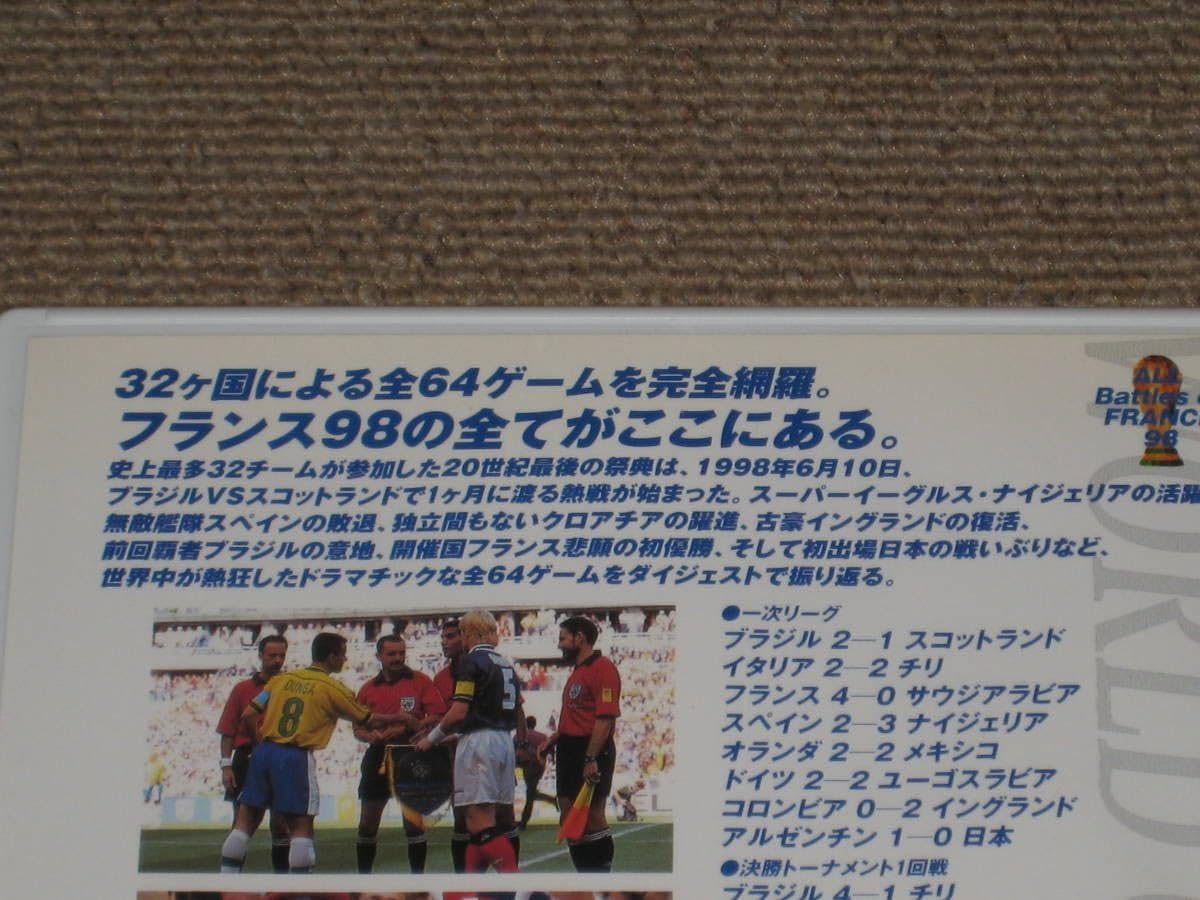 32ヶ国による全64ゲームを完全網羅。
フランス98の全てがここにある。
史上最多32チームが参加した20世紀最後の祭典は、1998年6月10日、
ブラジルVSスコットランドで1ヶ月に渡る熱戦が始まった。スーパーイーグルス・ナイジェリアの活躍
無敵艦隊スペインの敗退、独立間もないクロアチアの躍進、古豪イングランドの復活、
前回覇者ブラジルの意地、開催国フランス悲願の初優勝、そして初出場日本の戦いぶりなど、
世界中が熱狂したドラマチックな全64ゲームをダイジェストで振り返る。
ALL
Battles
FRANCE
98
WORLD
DUNGA
8
5
●一次リーグ
ブラジル 2—1 スコットランド
イタリア 2—2 チリ
フランス 4—0 サウジアラビア
スペイン 2—3 ナイジェリア
オランダ 2—2 メキシコ
ドイツ 2—2 ユーゴスラビア
コロンビア 0—2 イングランド
アルゼンチン 1—0 日本
●決勝トーナメント1回戦
ブラジル 4—1 チリ